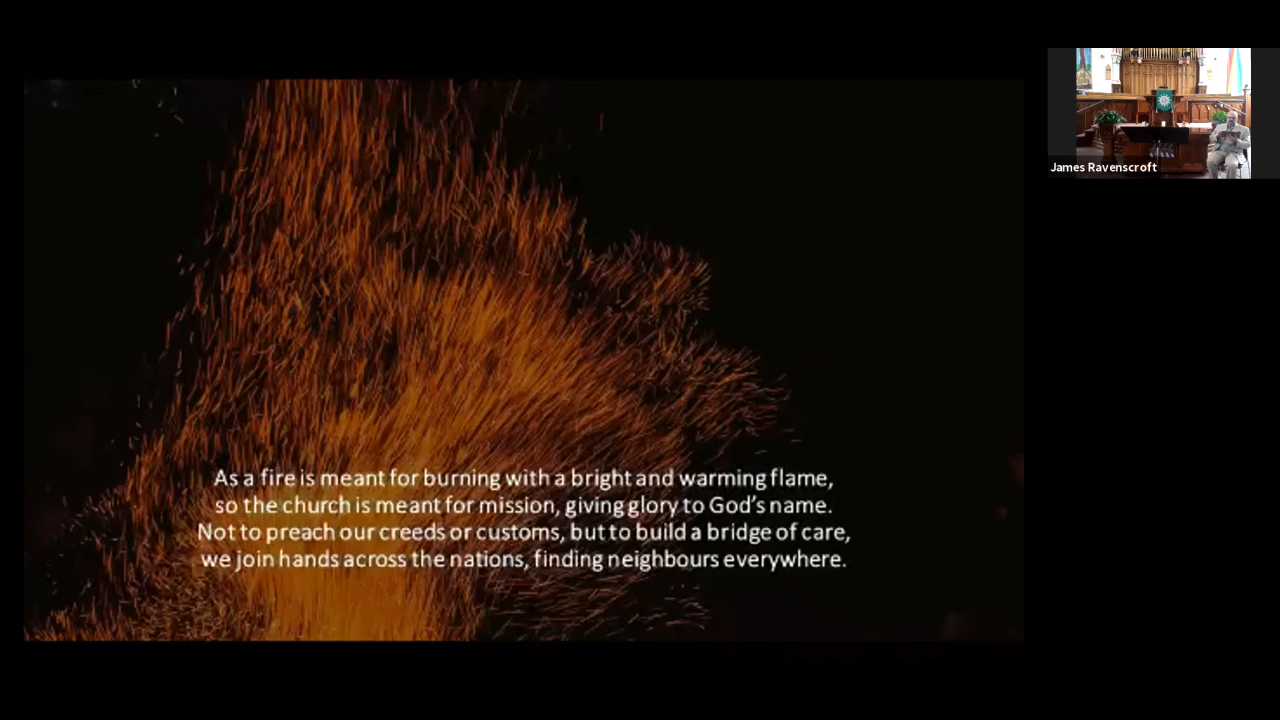 As a fire is meant for burning with a bright and warming flame,
so the church is meant for mission, giving glory to God’s name.
Not to preach our creeds or customs, but to build a bridge of care,
we join hands across the nations, finding neighbours everywhere.
James Ravenscroft